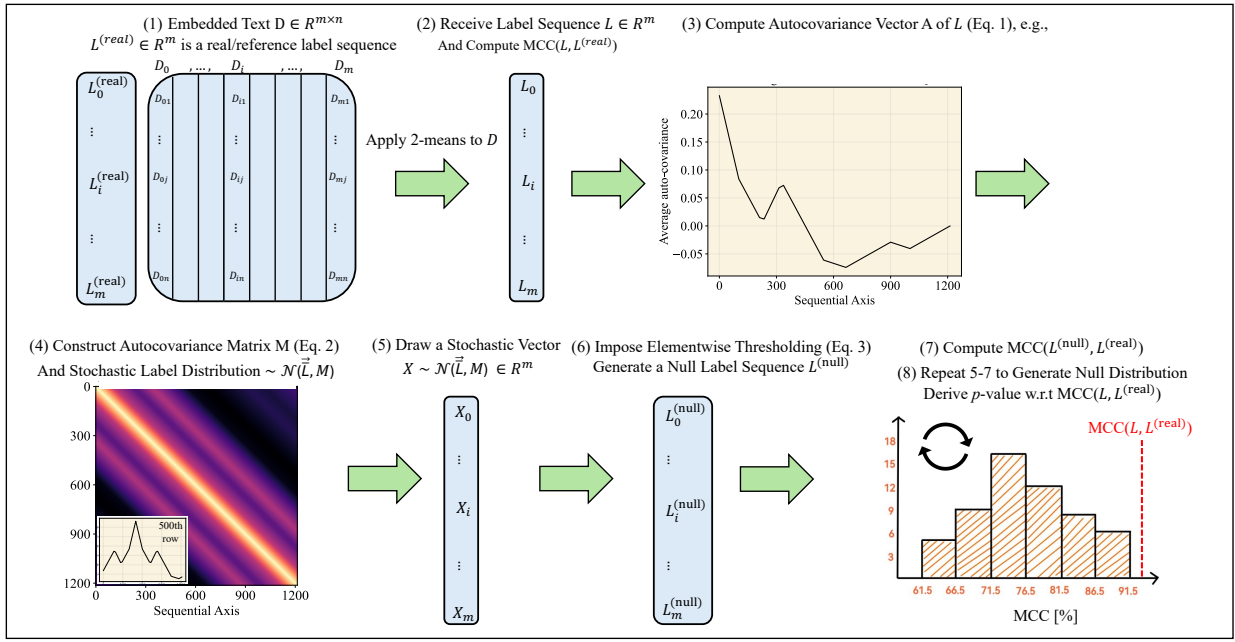 (1) Embedded Text D ∈ R^{m×n}
L^{(real)} ∈ R^m is a real/reference label sequence
D_0 , ..., D_i , ..., D_m
L_0^{(real)}
⋮
L_i^{(real)}
⋮
L_m^{(real)}
D_{01} D_{i1} D_{m1}
⋮ ⋮ ⋮
D_{0j} D_{ij} D_{mj}
⋮ ⋮ ⋮
D_{0n} D_{in} D_{mn}
Apply 2-means to D
(2) Receive Label Sequence L ∈ R^m
And Compute MCC(L, L^{(real)})
L_0
⋮
L_i
⋮
L_m
(3) Compute Autocovariance Vector A of L (Eq. 1), e.g.,
Average auto-covariance
0.20
0.15
0.10
0.05
0.00
−0.05
0 300 600 900 1200
Sequential Axis
(4) Construct Autocovariance Matrix M (Eq. 2)
And Stochastic Label Distribution ~ 𝒩(\vec{L}, M)
0
300
600
900
1200
500th
row
0 300 600 900 1200
Sequential Axis
(5) Draw a Stochastic Vector
X ~ 𝒩(\vec{L}, M) ∈ R^m
X_0
⋮
X_i
⋮
X_m
(6) Impose Elementwise Thresholding (Eq. 3)
Generate a Null Label Sequence L^{(null)}
L_0^{(null)}
⋮
L_i^{(null)}
⋮
L_m^{(null)}
(7) Compute MCC(L^{(null)}, L^{(real)})
(8) Repeat 5-7 to Generate Null Distribution
Derive p-value w.r.t MCC(L, L^{(real)})
MCC(L, L^{(real)})
18
15
12
9
6
3
61.5 66.5 71.5 76.5 81.5 86.5 91.5
MCC [%]